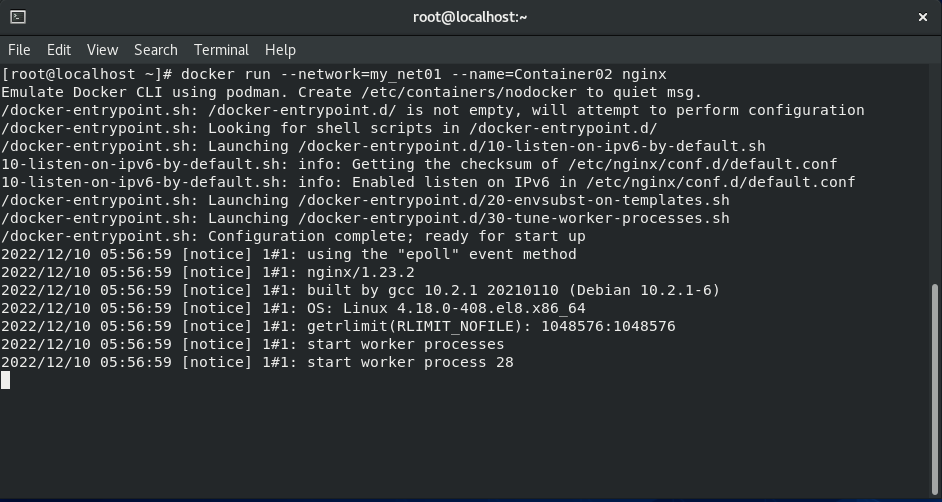 root@localhost:~
File Edit View Search Terminal Help
[root@localhost ~]# docker run --network=my_net01 --name=Container02 nginx
Emulate Docker CLI using podman. Create /etc/containers/nodocker to quiet msg.
/docker-entrypoint.sh: /docker-entrypoint.d/ is not empty, will attempt to perform configuration
/docker-entrypoint.sh: Looking for shell scripts in /docker-entrypoint.d/
/docker-entrypoint.sh: Launching /docker-entrypoint.d/10-listen-on-ipv6-by-default.sh
10-listen-on-ipv6-by-default.sh: info: Getting the checksum of /etc/nginx/conf.d/default.conf
10-listen-on-ipv6-by-default.sh: info: Enabled listen on IPv6 in /etc/nginx/conf.d/default.conf
/docker-entrypoint.sh: Launching /docker-entrypoint.d/20-envsubst-on-templates.sh
/docker-entrypoint.sh: Launching /docker-entrypoint.d/30-tune-worker-processes.sh
/docker-entrypoint.sh: Configuration complete; ready for start up
2022/12/10 05:56:59 [notice] 1#1: using the "epoll" event method
2022/12/10 05:56:59 [notice] 1#1: nginx/1.23.2
2022/12/10 05:56:59 [notice] 1#1: built by gcc 10.2.1 20210110 (Debian 10.2.1-6)
2022/12/10 05:56:59 [notice] 1#1: OS: Linux 4.18.0-408.el8.x86_64
2022/12/10 05:56:59 [notice] 1#1: getrlimit(RLIMIT_NOFILE): 1048576:1048576
2022/12/10 05:56:59 [notice] 1#1: start worker processes
2022/12/10 05:56:59 [notice] 1#1: start worker process 28